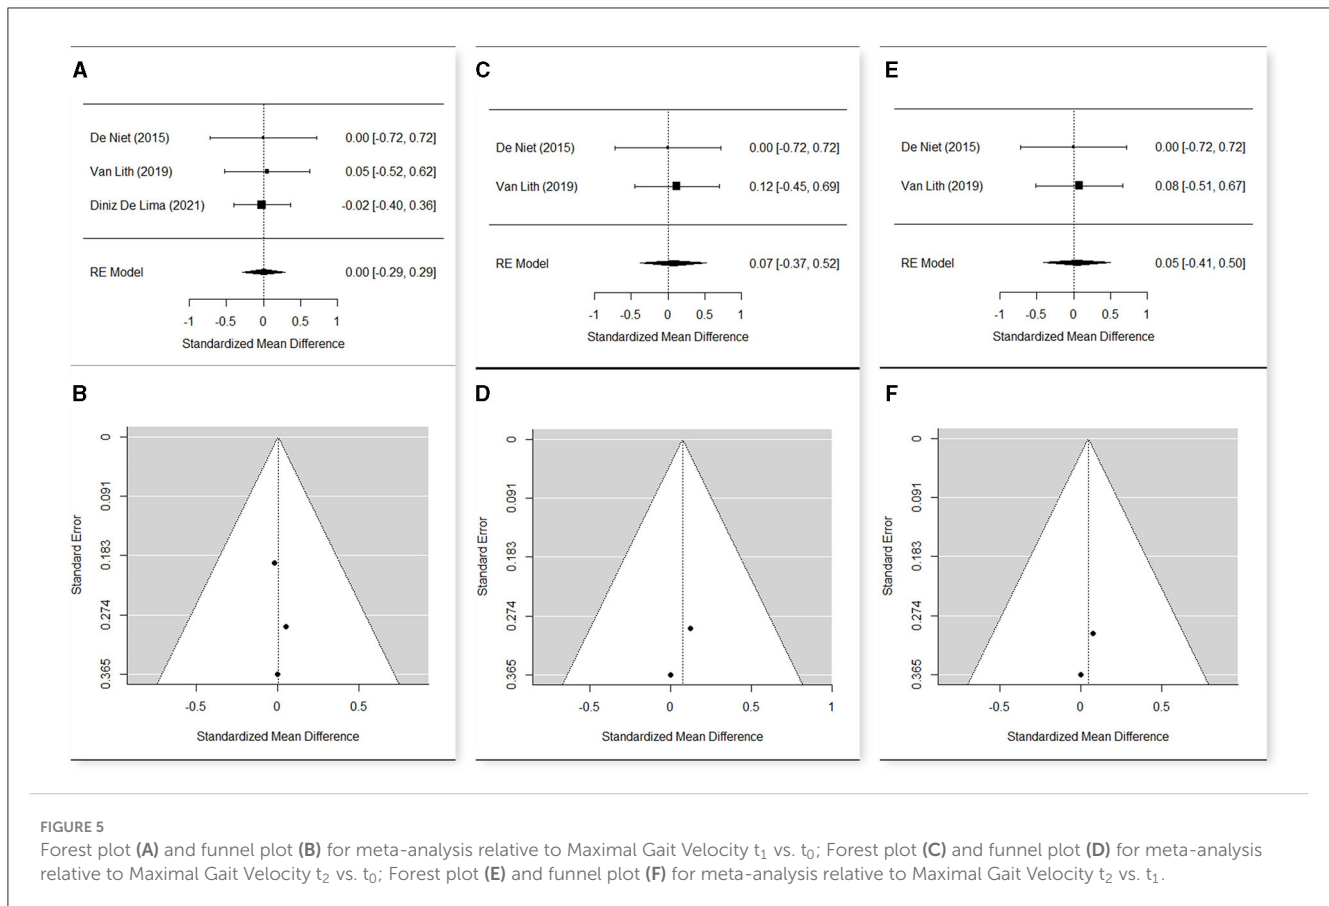 A
De Niet (2015) 0.00 [-0.72, 0.72]
Van Lith (2019) 0.05 [-0.52, 0.62]
Diniz De Lima (2021) -0.02 [-0.40, 0.36]
RE Model 0.00 [-0.29, 0.29]
-1 -0.5 0 0.5 1
Standardized Mean Difference
C
De Niet (2015) 0.00 [-0.72, 0.72]
Van Lith (2019) 0.12 [-0.45, 0.69]
RE Model 0.07 [-0.37, 0.52]
-1 -0.5 0 0.5 1
Standardized Mean Difference
E
De Niet (2015) 0.00 [-0.72, 0.72]
Van Lith (2019) 0.08 [-0.51, 0.67]
RE Model 0.05 [-0.41, 0.50]
-1 -0.5 0 0.5 1
Standardized Mean Difference
B
Standard Error
0
0.091
0.183
0.274
0.365
-0.5 0 0.5
Standardized Mean Difference
D
Standard Error
0
0.091
0.183
0.274
0.365
-0.5 0 0.5 1
Standardized Mean Difference
F
Standard Error
0
0.091
0.183
0.274
0.365
-0.5 0 0.5
Standardized Mean Difference
FIGURE 5
Forest plot (A) and funnel plot (B) for meta-analysis relative to Maximal Gait Velocity t₁ vs. t₀; Forest plot (C) and funnel plot (D) for meta-analysis
relative to Maximal Gait Velocity t₂ vs. t₀; Forest plot (E) and funnel plot (F) for meta-analysis relative to Maximal Gait Velocity t₂ vs. t₁.